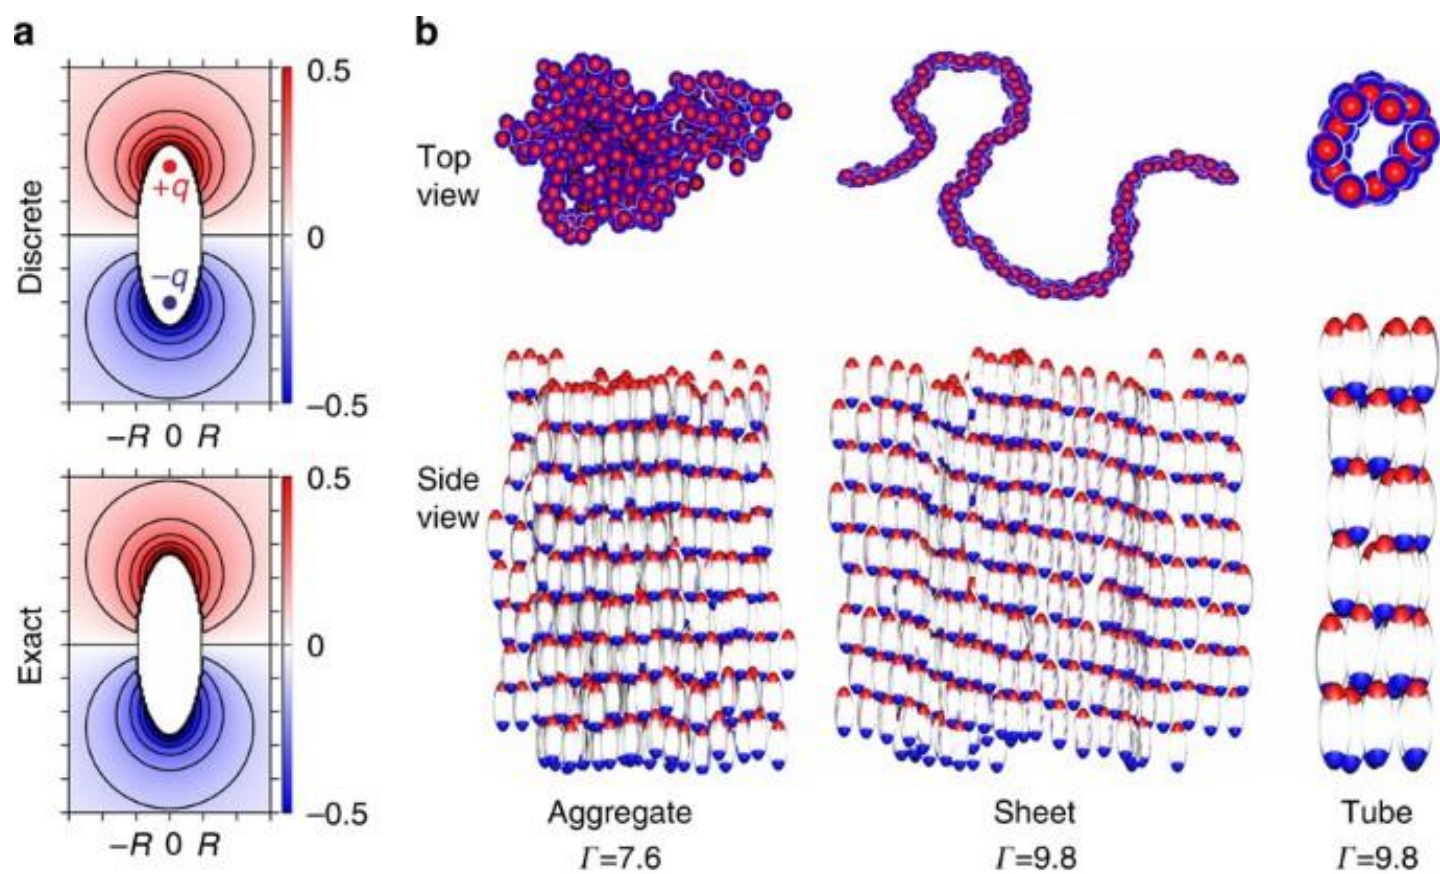 a
Discrete
+q
−q
0.5
0
−0.5
−R 0 R
Exact
0.5
0
−0.5
−R 0 R
b
Top
view
Side
view
Aggregate
Γ=7.6
Sheet
Γ=9.8
Tube
Γ=9.8